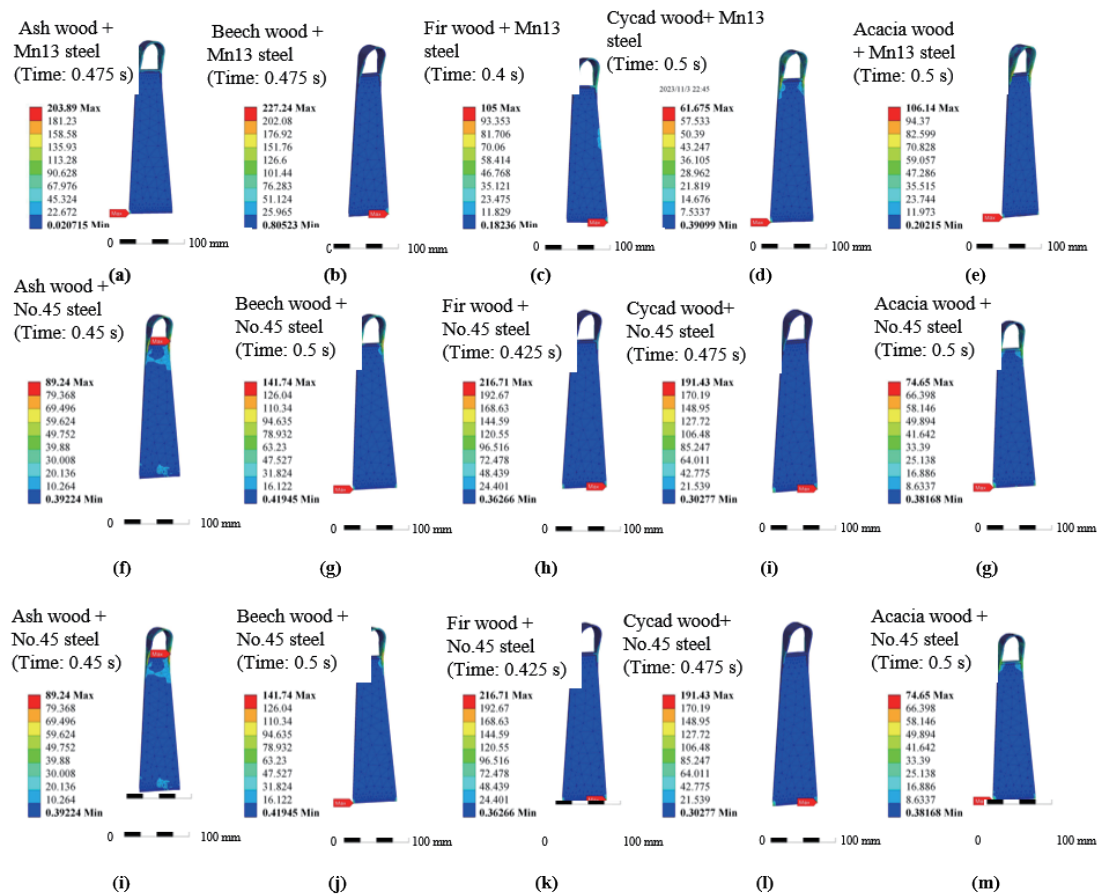 Ash wood +
Mn13 steel
(Time: 0.475 s)
203.89 Max
181.23
158.58
135.93
113.28
90.628
67.976
45.324
22.672
0.020715 Min
Max
0 100 mm
(a)
Beech wood +
Mn13 steel
(Time: 0.475 s)
227.24 Max
202.08
176.92
151.76
126.6
101.44
76.283
51.124
25.965
0.80523 Min
Max
0 100 mm
(b)
Fir wood + Mn13
steel
(Time: 0.4 s)
105 Max
93.353
81.706
70.06
58.414
46.768
35.121
23.475
11.829
0.18236 Min
Max
0 100 mm
(c)
Cycad wood+ Mn13
steel
(Time: 0.5 s)
2023/11/3 22:45
61.675 Max
57.533
50.39
43.247
36.105
28.962
21.819
14.676
7.5337
0.39099 Min
Max
0 100 mm
(d)
Acacia wood
+ Mn13 steel
(Time: 0.5 s)
106.14 Max
94.37
82.599
70.828
59.057
47.286
35.515
23.744
11.973
0.20215 Min
Max
0 100 mm
(e)
Ash wood +
No.45 steel
(Time: 0.45 s)
89.24 Max
79.368
69.496
59.624
49.752
39.88
30.008
20.136
10.264
0.39224 Min
Max
0 100 mm
(f)
Beech wood +
No.45 steel
(Time: 0.5 s)
141.74 Max
126.04
110.34
94.635
78.932
63.23
47.527
31.824
16.122
0.41945 Min
Max
0 100 mm
(g)
Fir wood +
No.45 steel
(Time: 0.425 s)
216.71 Max
192.67
168.63
144.59
120.55
96.516
72.478
48.439
24.401
0.36266 Min
Max
0 100 mm
(h)
Cycad wood+
No.45 steel
(Time: 0.475 s)
191.43 Max
170.19
148.95
127.72
106.48
85.247
64.011
42.775
21.539
0.30277 Min
Max
0 100 mm
(i)
Acacia wood +
No.45 steel
(Time: 0.5 s)
74.65 Max
66.398
58.146
49.894
41.642
33.39
25.138
16.886
8.6337
0.38168 Min
Max
0 100 mm
(g)
Ash wood +
No.45 steel
(Time: 0.45 s)
89.24 Max
79.368
69.496
59.624
49.752
39.88
30.008
20.136
10.264
0.39224 Min
Max
0 100 mm
(i)
Beech wood +
No.45 steel
(Time: 0.5 s)
141.74 Max
126.04
110.34
94.635
78.932
63.23
47.527
31.824
16.122
0.41945 Min
Max
0 100 mm
(j)
Fir wood +
No.45 steel
(Time: 0.425 s)
216.71 Max
192.67
168.63
144.59
120.55
96.516
72.478
48.439
24.401
0.36266 Min
Max
0 100 mm
(k)
Cycad wood+
No.45 steel
(Time: 0.475 s)
191.43 Max
170.19
148.95
127.72
106.48
85.247
64.011
42.775
21.539
0.30277 Min
Max
0 100 mm
(l)
Acacia wood +
No.45 steel
(Time: 0.5 s)
74.65 Max
66.398
58.146
49.894
41.642
33.39
25.138
16.886
8.6337
0.38168 Min
Max
0 100 mm
(m)